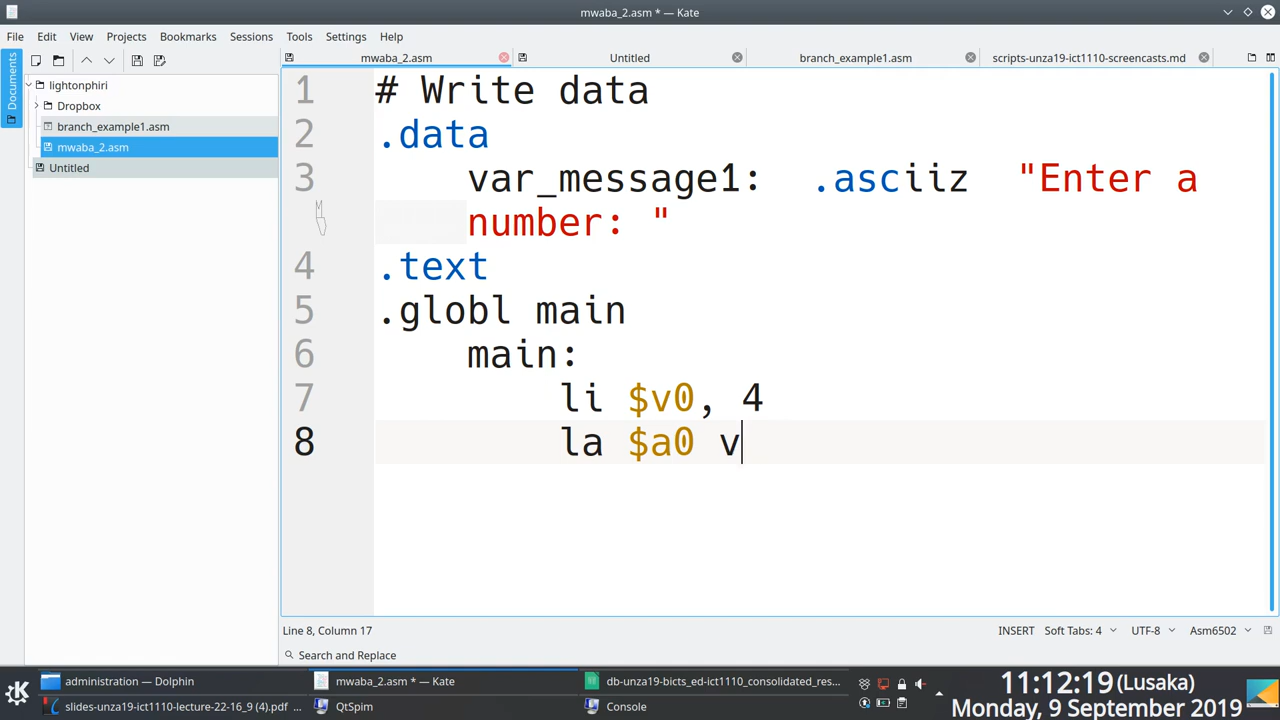 mwaba_2.asm * — Kate
File Edit View Projects Bookmarks Sessions Tools Settings Help
mwaba_2.asm Untitled branch_example1.asm scripts-unza19-ict1110-screencasts.md
Documents
lightonphiri
Dropbox
branch_example1.asm
mwaba_2.asm
Untitled
1 # Write data
2 .data
3 var_message1: .asciiz "Enter a
number: "
4 .text
5 .globl main
6 main:
7 li $v0, 4
8 la $a0 v
Line 8, Column 17 INSERT Soft Tabs: 4 UTF-8 Asm6502
Search and Replace
administration — Dolphin mwaba_2.asm * — Kate db-unza19-bicts_ed-ict1110_consolidated_res...
slides-unza19-ict1110-lecture-22-16_9 (4).pdf ... QtSpim Console
11:12:19 (Lusaka)
Monday, 9 September 2019